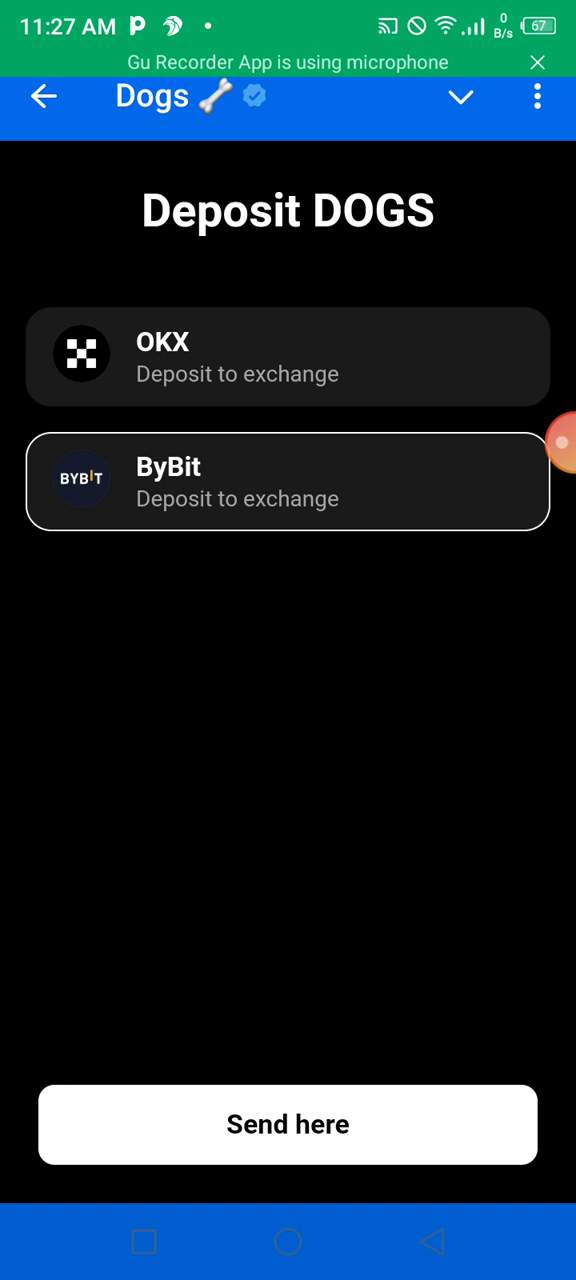 11:27 AM
0 B/s
67
Gu Recorder App is using microphone
Dogs
Deposit DOGS
OKX
Deposit to exchange
BYBIT
ByBit
Deposit to exchange
Send here